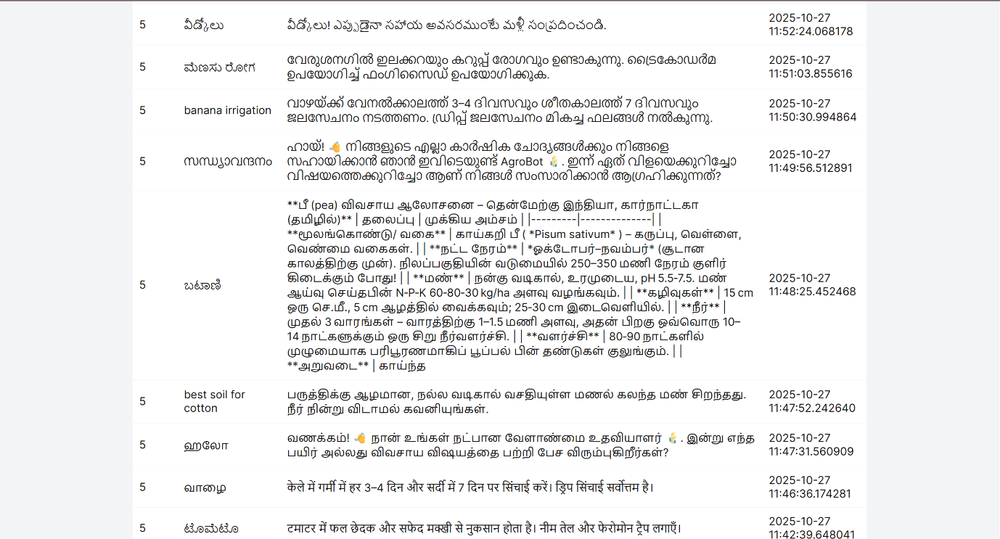 5 వీడ్కోలు వీడ్కోలు! ఎప్పుడైనా సహాయ అవసరముంటే మళ్లీ సంప్రదించండి. 2025-10-27
11:52:24.068178
5 ಮೆಣಸು ರೋಗ വേരുശനഗിൽ ഇലക്കറയും കറുപ്പ് രോഗവും ഉണ്ടാകുന്നു. ട്രൈകോഡർമ 2025-10-27
ഉപയോഗിച്ച് ഫംഗിസൈഡ് ഉപയോഗിക്കുക. 11:51:03.855616
5 banana irrigation വാഴയ്ക്ക് വേനൽക്കാലത്ത് 3–4 ദിവസവും ശീതകാലത്ത് 7 ദിവസവും 2025-10-27
ജലസേചനം നടത്തണം. ഡ്രിപ്പ് ജലസേചനം മികച്ച ഫലങ്ങൾ നൽകുന്നു. 11:50:30.994864
ഹായ്! 👋 നിങ്ങളുടെ എല്ലാ കാർഷിക ചോദ്യങ്ങൾക്കും നിങ്ങളെ
5 സന്ധ്യാവന്ദനം സഹായിക്കാൻ ഞാൻ ഇവിടെയുണ്ട് AgroBot 🌾. ഇന്ന് ഏത് വിളയെക്കുറിച്ചോ 2025-10-27
വിഷയത്തെക്കുറിച്ചോ ആണ് നിങ്ങൾ സംസാരിക്കാൻ ആഗ്രഹിക്കുന്നത്? 11:49:56.512891
**பீ (pea) விவசாய ஆலோசனை – தென்மேற்கு இந்தியா, கார்நாட்டகா
(தமிழில்)** | தலைப்பு | முக்கிய அம்சம் | |---------|--------------| |
**மூலங்கொண்டு/ வகை** | காய்கறி பீ ( *Pisum sativum* ) – கருப்பு, வெள்ளை,
வெண்மை வகைகள். | | **நட்ட நேரம்** | *ஓக்டோபர்–நவம்பர்* (சூடான
காலத்திற்கு முன்). நிலப்பகுதியின் வடுமையில் 250–350 மணி நேரம் குளிர்
கிடைக்கும் போது! | | **மண்** | நன்கு வடிகால், உரமுடைய, pH 5.5-7.5. மண்
5 ಬಟಾಣಿ ஆய்வு செய்தபின் N-P-K 60-80-30 kg/ha அளவு வழங்கவும். | | **கழிவுகள்** | 15 cm 2025-10-27
ஒரு செ.மீ., 5 cm ஆழத்தில் வைக்கவும்; 25-30 cm இடைவெளியில். | | **நீர்** | 11:48:25.452468
முதல் 3 வாரங்கள் – வாரத்திற்கு 1–1.5 மணி அளவு, அதன் பிறகு ஒவ்வொரு 10–
14 நாட்களுக்கும் ஒரு சிறு நீர்வளர்ச்சி. | | **வளர்ச்சி** | 80-90 நாட்களில்
முழுமையாக பரிபூரணமாகிப் பூப்பல் பின் தண்டுகள் குலுங்கும். | |
**அறுவடை** | காய்ந்த
5 best soil for பருத்திக்கு ஆழமான, நல்ல வடிகால் வசதியுள்ள மணல் கலந்த மண் சிறந்தது. 2025-10-27
cotton நீர் நின்று விடாமல் கவனியுங்கள். 11:47:52.242640
5 ഹലോ வணக்கம்! 👋 நான் உங்கள் நட்பான வேளாண்மை உதவியாளர் 🌾. இன்று எந்த 2025-10-27
பயிர் அல்லது விவசாய விஷயத்தை பற்றி பேச விரும்புகிறீர்கள்? 11:47:31.560909
5 வாழை केले में गर्मी में हर 3–4 दिन और सर्दी में 7 दिन पर सिंचाई करें। ड्रिप सिंचाई सर्वोत्तम है। 2025-10-27
11:46:36.174281
5 ಟೊಮೆಟೊ टमाटर में फल छेदक और सफेद मक्खी से नुकसान होता है। नीम तेल और फेरोमोन ट्रैप लगाएँ। 2025-10-27
11:42:39.648041